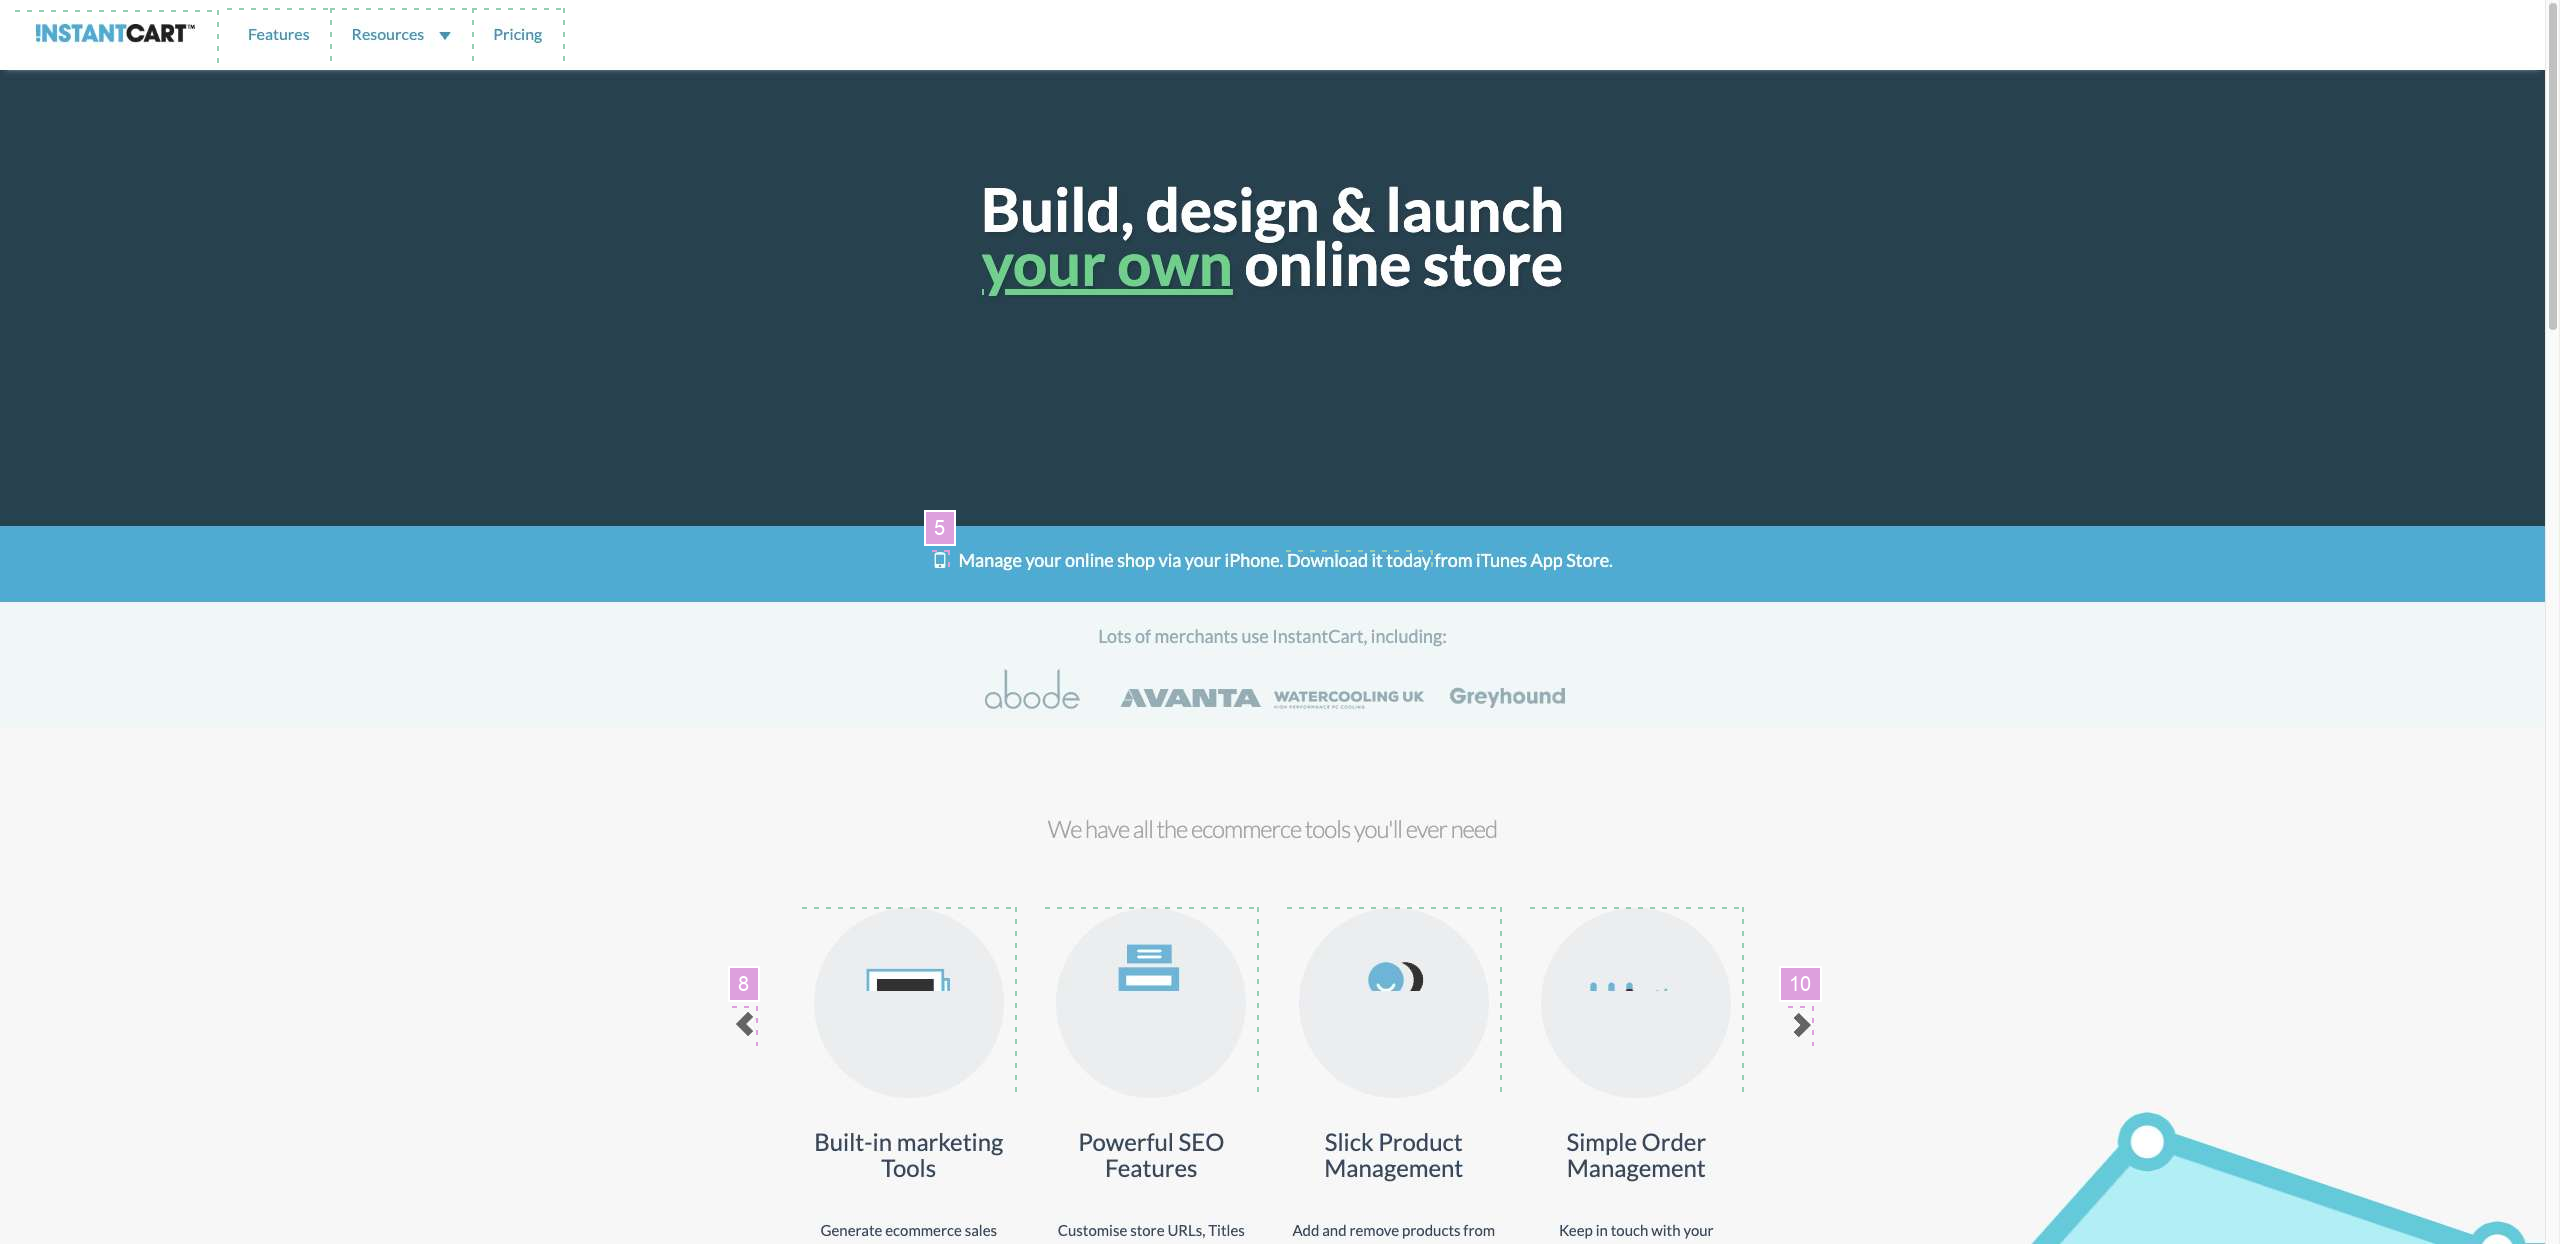 !NSTANTCART™
Features
Resources
Pricing
Build, design & launch
your own online store
5
Manage your online shop via your iPhone. Download it today from iTunes App Store.
Lots of merchants use InstantCart, including:
abode
AVANTA
WATERCOOLING UK
HIGH PERFORMANCE PC COOLING
Greyhound
We have all the ecommerce tools you'll ever need
8
10
Built-in marketing
Tools
Powerful SEO
Features
Slick Product
Management
Simple Order
Management
Generate ecommerce sales
Customise store URLs, Titles
Add and remove products from
Keep in touch with your